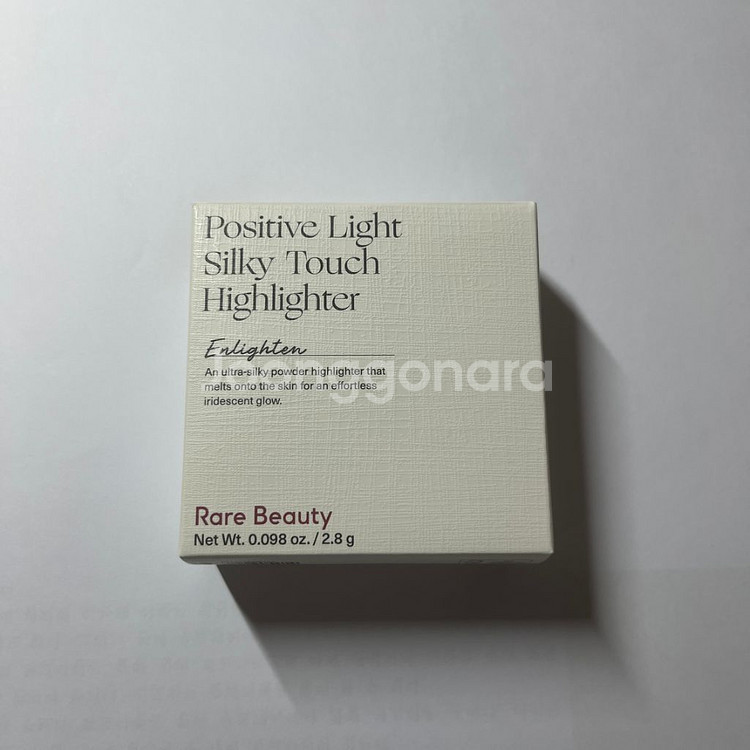 Positive Light
Silky Touch
Highlighter
Enlighten
An ultra-silky powder highlighter that
melts onto the skin for an effortless
iridescent glow.
Rare Beauty
Net Wt. 0.098 oz. / 2.8 g